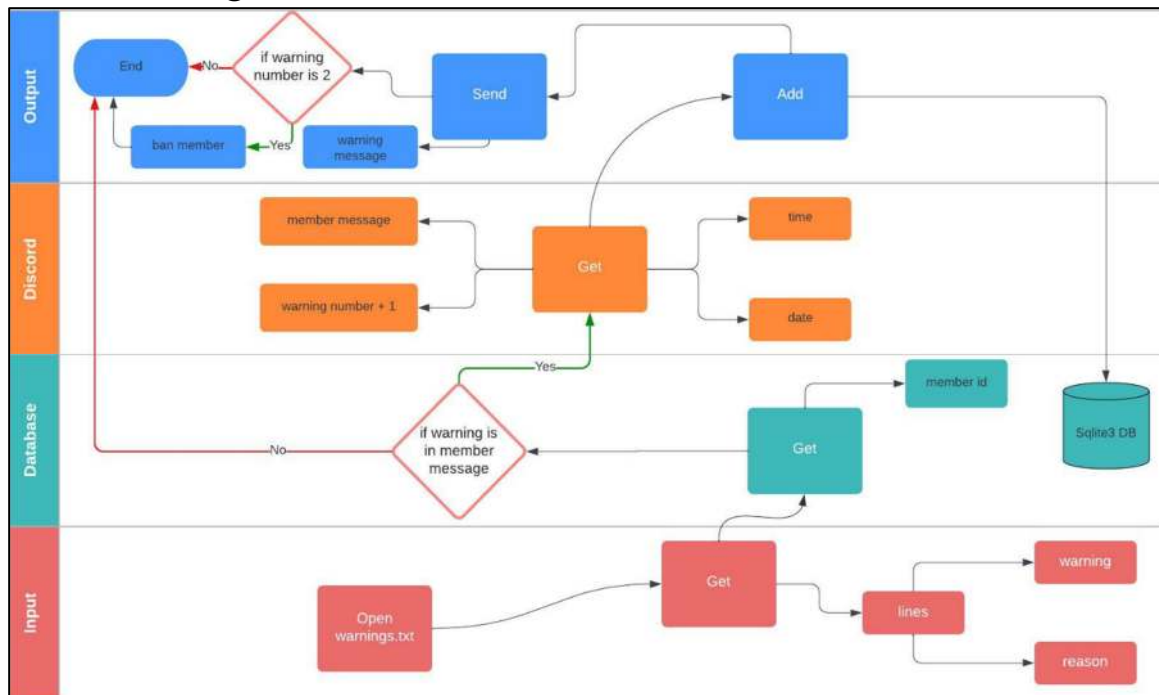 Output
End
No
if warning
number is 2
Send
Add
ban member
Yes
warning
message
Discord
member message
time
Get
warning number + 1
date
Yes
Database
member id
if warning is
in member
message
No
Get
Sqlite3 DB
Input
Get
warning
Open
warnings.txt
lines
reason